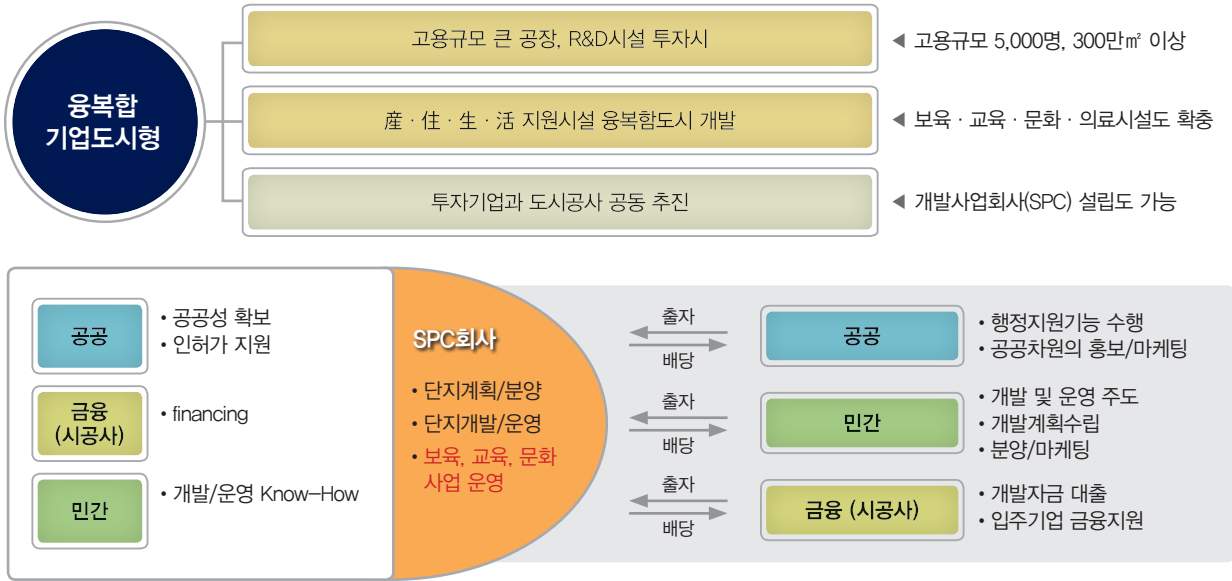 융복합
기업도시형
고용규모 큰 공장, R&D시설 투자시
◀ 고용규모 5,000명, 300만㎡ 이상
産 · 住 · 生 · 活 지원시설 융복합도시 개발
◀ 보육 · 교육 · 문화 · 의료시설도 확충
투자기업과 도시공사 공동 추진
◀ 개발사업회사(SPC) 설립도 가능
공공
• 공공성 확보
• 인허가 지원
금융
(시공사)
• financing
민간
• 개발/운영 Know-How
SPC회사
• 단지계획/분양
• 단지개발/운영
• 보육, 교육, 문화
사업 운영
출자
배당
공공
• 행정지원기능 수행
• 공공차원의 홍보/마케팅
출자
배당
민간
• 개발 및 운영 주도
• 개발계획수립
• 분양/마케팅
출자
배당
금융 (시공사)
• 개발자금 대출
• 입주기업 금융지원